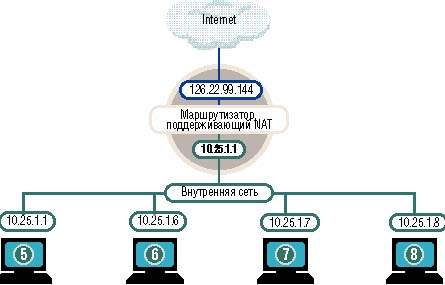 Internet
126.22.99.144
Маршрутизатор,
поддерживающий NAT
10.25.1.1
Внутренняя сеть
10.25.1.1
10.25.1.6
10.25.1.7
10.25.1.8
5
6
7
8